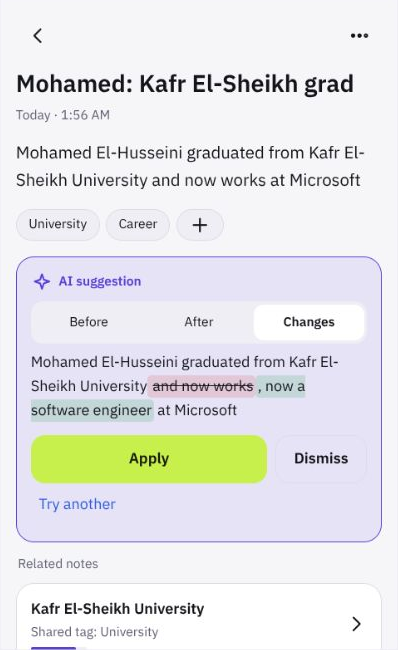 Mohamed: Kafr El-Sheikh grad
Today · 1:56 AM
Mohamed El-Husseini graduated from Kafr El-
Sheikh University and now works at Microsoft
University Career +
AI suggestion
Before After Changes
Mohamed El-Husseini graduated from Kafr El-
Sheikh University and now works , now a
software engineer at Microsoft
Apply Dismiss
Try another
Related notes
Kafr El-Sheikh University
Shared tag: University